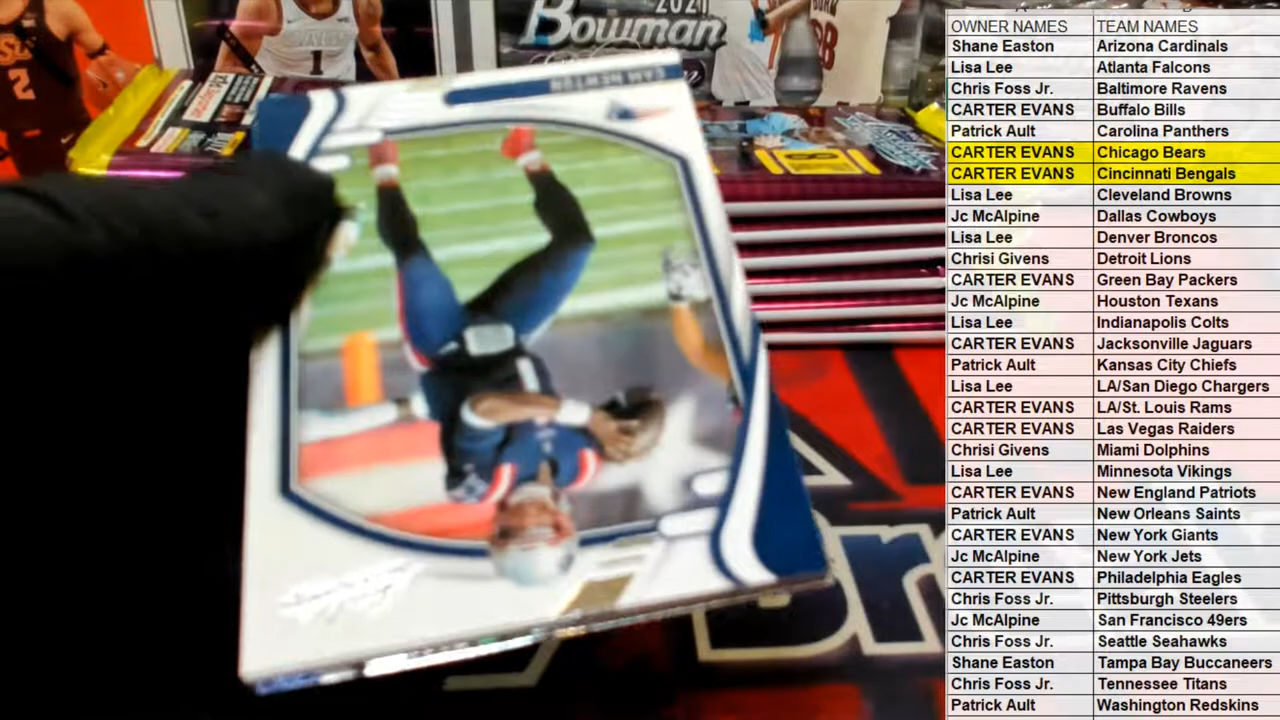 2021
Bowman
1
2
08
CAM NEWTON
Br
OWNER NAMES TEAM NAMES
Shane Easton Arizona Cardinals
Lisa Lee Atlanta Falcons
Chris Foss Jr. Baltimore Ravens
CARTER EVANS Buffalo Bills
Patrick Ault Carolina Panthers
CARTER EVANS Chicago Bears
CARTER EVANS Cincinnati Bengals
Lisa Lee Cleveland Browns
Jc McAlpine Dallas Cowboys
Lisa Lee Denver Broncos
Chrisi Givens Detroit Lions
CARTER EVANS Green Bay Packers
Jc McAlpine Houston Texans
Lisa Lee Indianapolis Colts
CARTER EVANS Jacksonville Jaguars
Patrick Ault Kansas City Chiefs
Lisa Lee LA/San Diego Chargers
CARTER EVANS LA/St. Louis Rams
CARTER EVANS Las Vegas Raiders
Chrisi Givens Miami Dolphins
Lisa Lee Minnesota Vikings
CARTER EVANS New England Patriots
Patrick Ault New Orleans Saints
CARTER EVANS New York Giants
Jc McAlpine New York Jets
CARTER EVANS Philadelphia Eagles
Chris Foss Jr. Pittsburgh Steelers
Jc McAlpine San Francisco 49ers
Chris Foss Jr. Seattle Seahawks
Shane Easton Tampa Bay Buccaneers
Chris Foss Jr. Tennessee Titans
Patrick Ault Washington Redskins